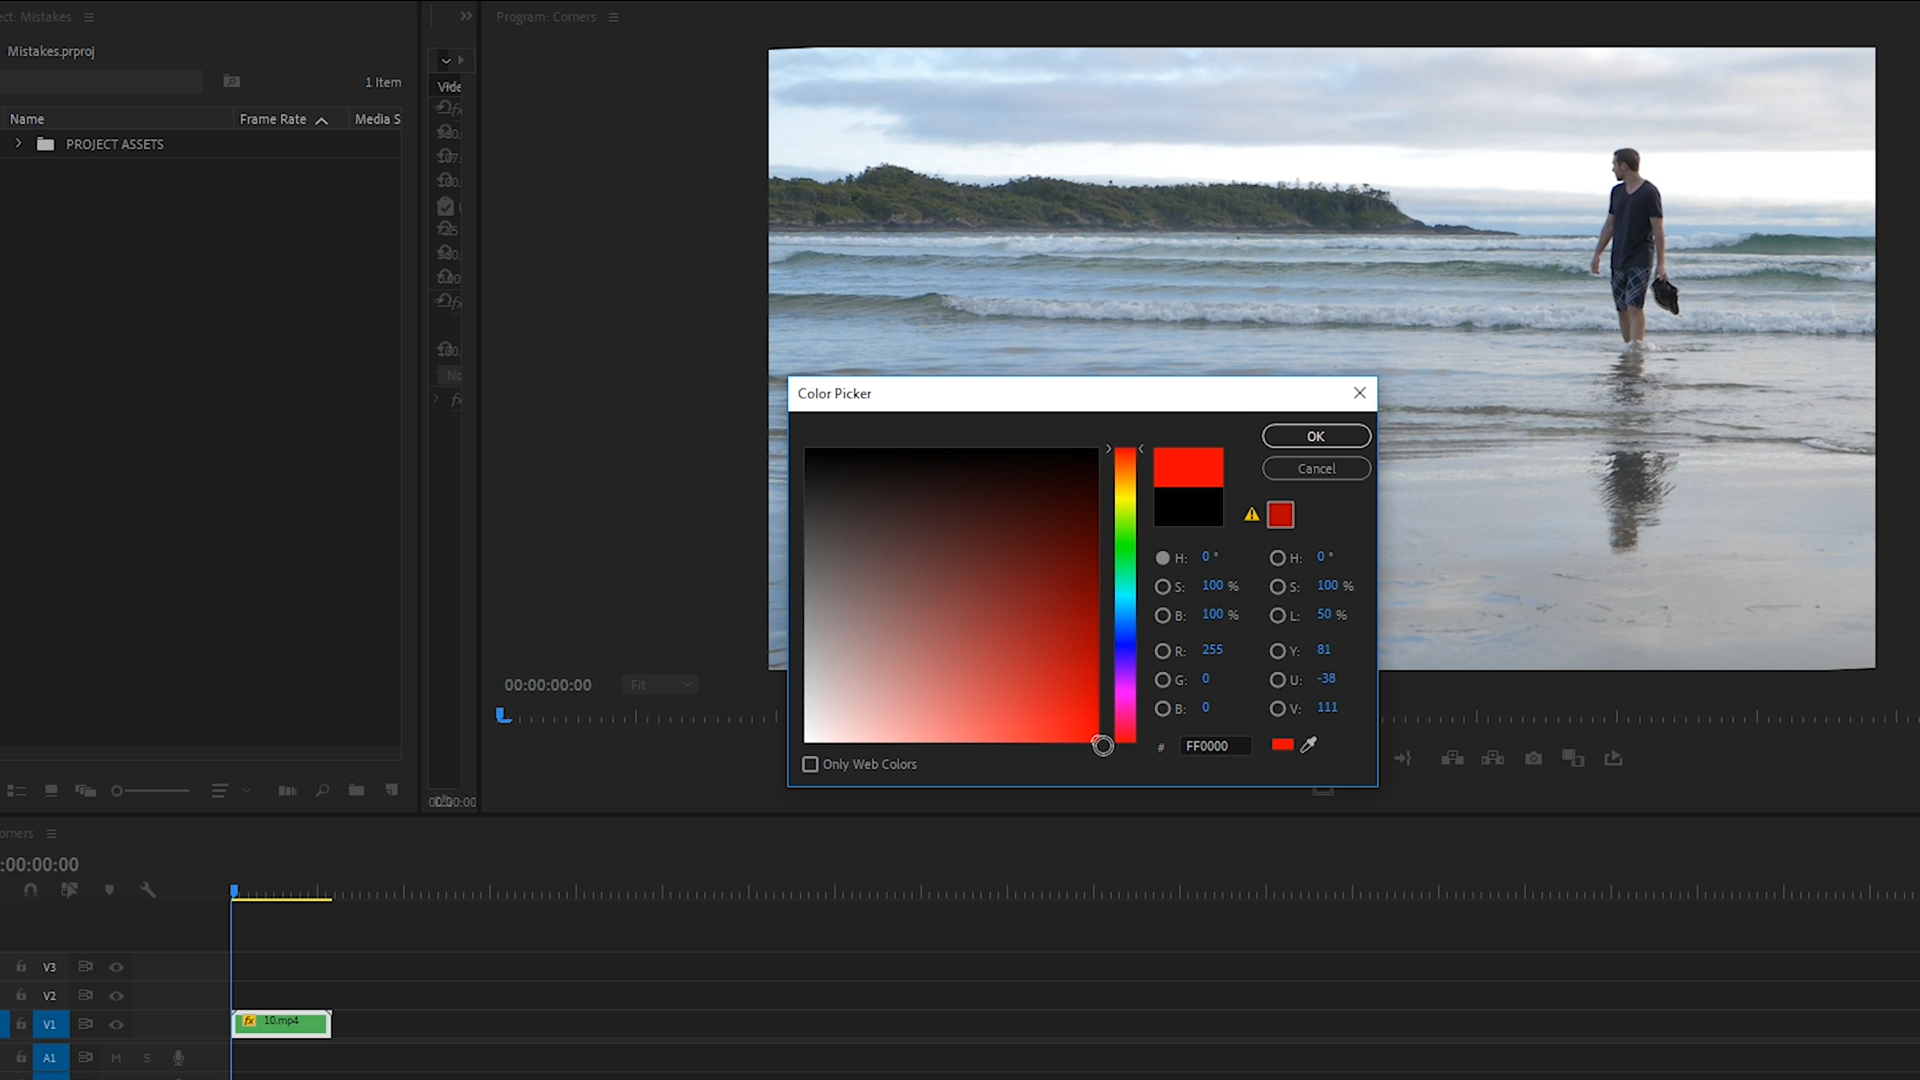 ect: Mistakes
Mistakes.prproj
1 Item
Name
Frame Rate
Media S
PROJECT ASSETS
Vide
Program: Corners
00:00:00:00
Fit
Color Picker
OK
Cancel
H: 0 °
H: 0 °
S: 100 %
S: 100 %
B: 100 %
L: 50 %
R: 255
Y: 81
G: 0
U: -38
B: 0
V: 111
# FF0000
Only Web Colors
orners
:00:00:00
V3
V2
V1
fx 10.mp4
A1
M
S